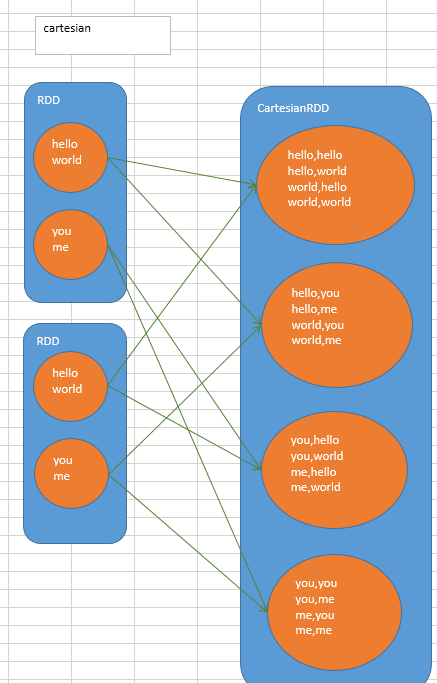 cartesian
RDD
hello
world
you
me
RDD
hello
world
you
me
CartesianRDD
hello,hello
hello,world
world,hello
world,world
hello,you
hello,me
world,you
world,me
you,hello
you,world
me,hello
me,world
you,you
you,me
me,you
me,me